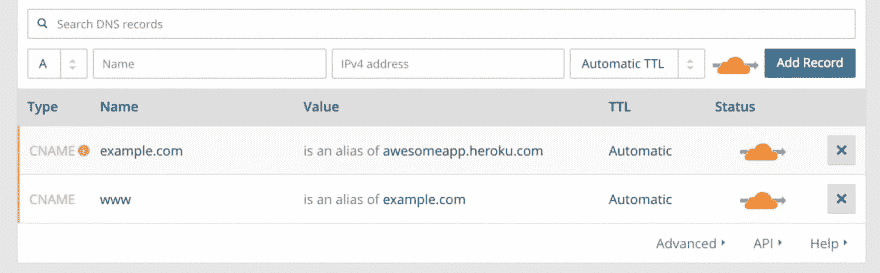 Search DNS records
A Name IPv4 address Automatic TTL Add Record
Type Name Value TTL Status
CNAME example.com is an alias of awesomeapp.heroku.com Automatic
CNAME www is an alias of example.com Automatic
Advanced API Help